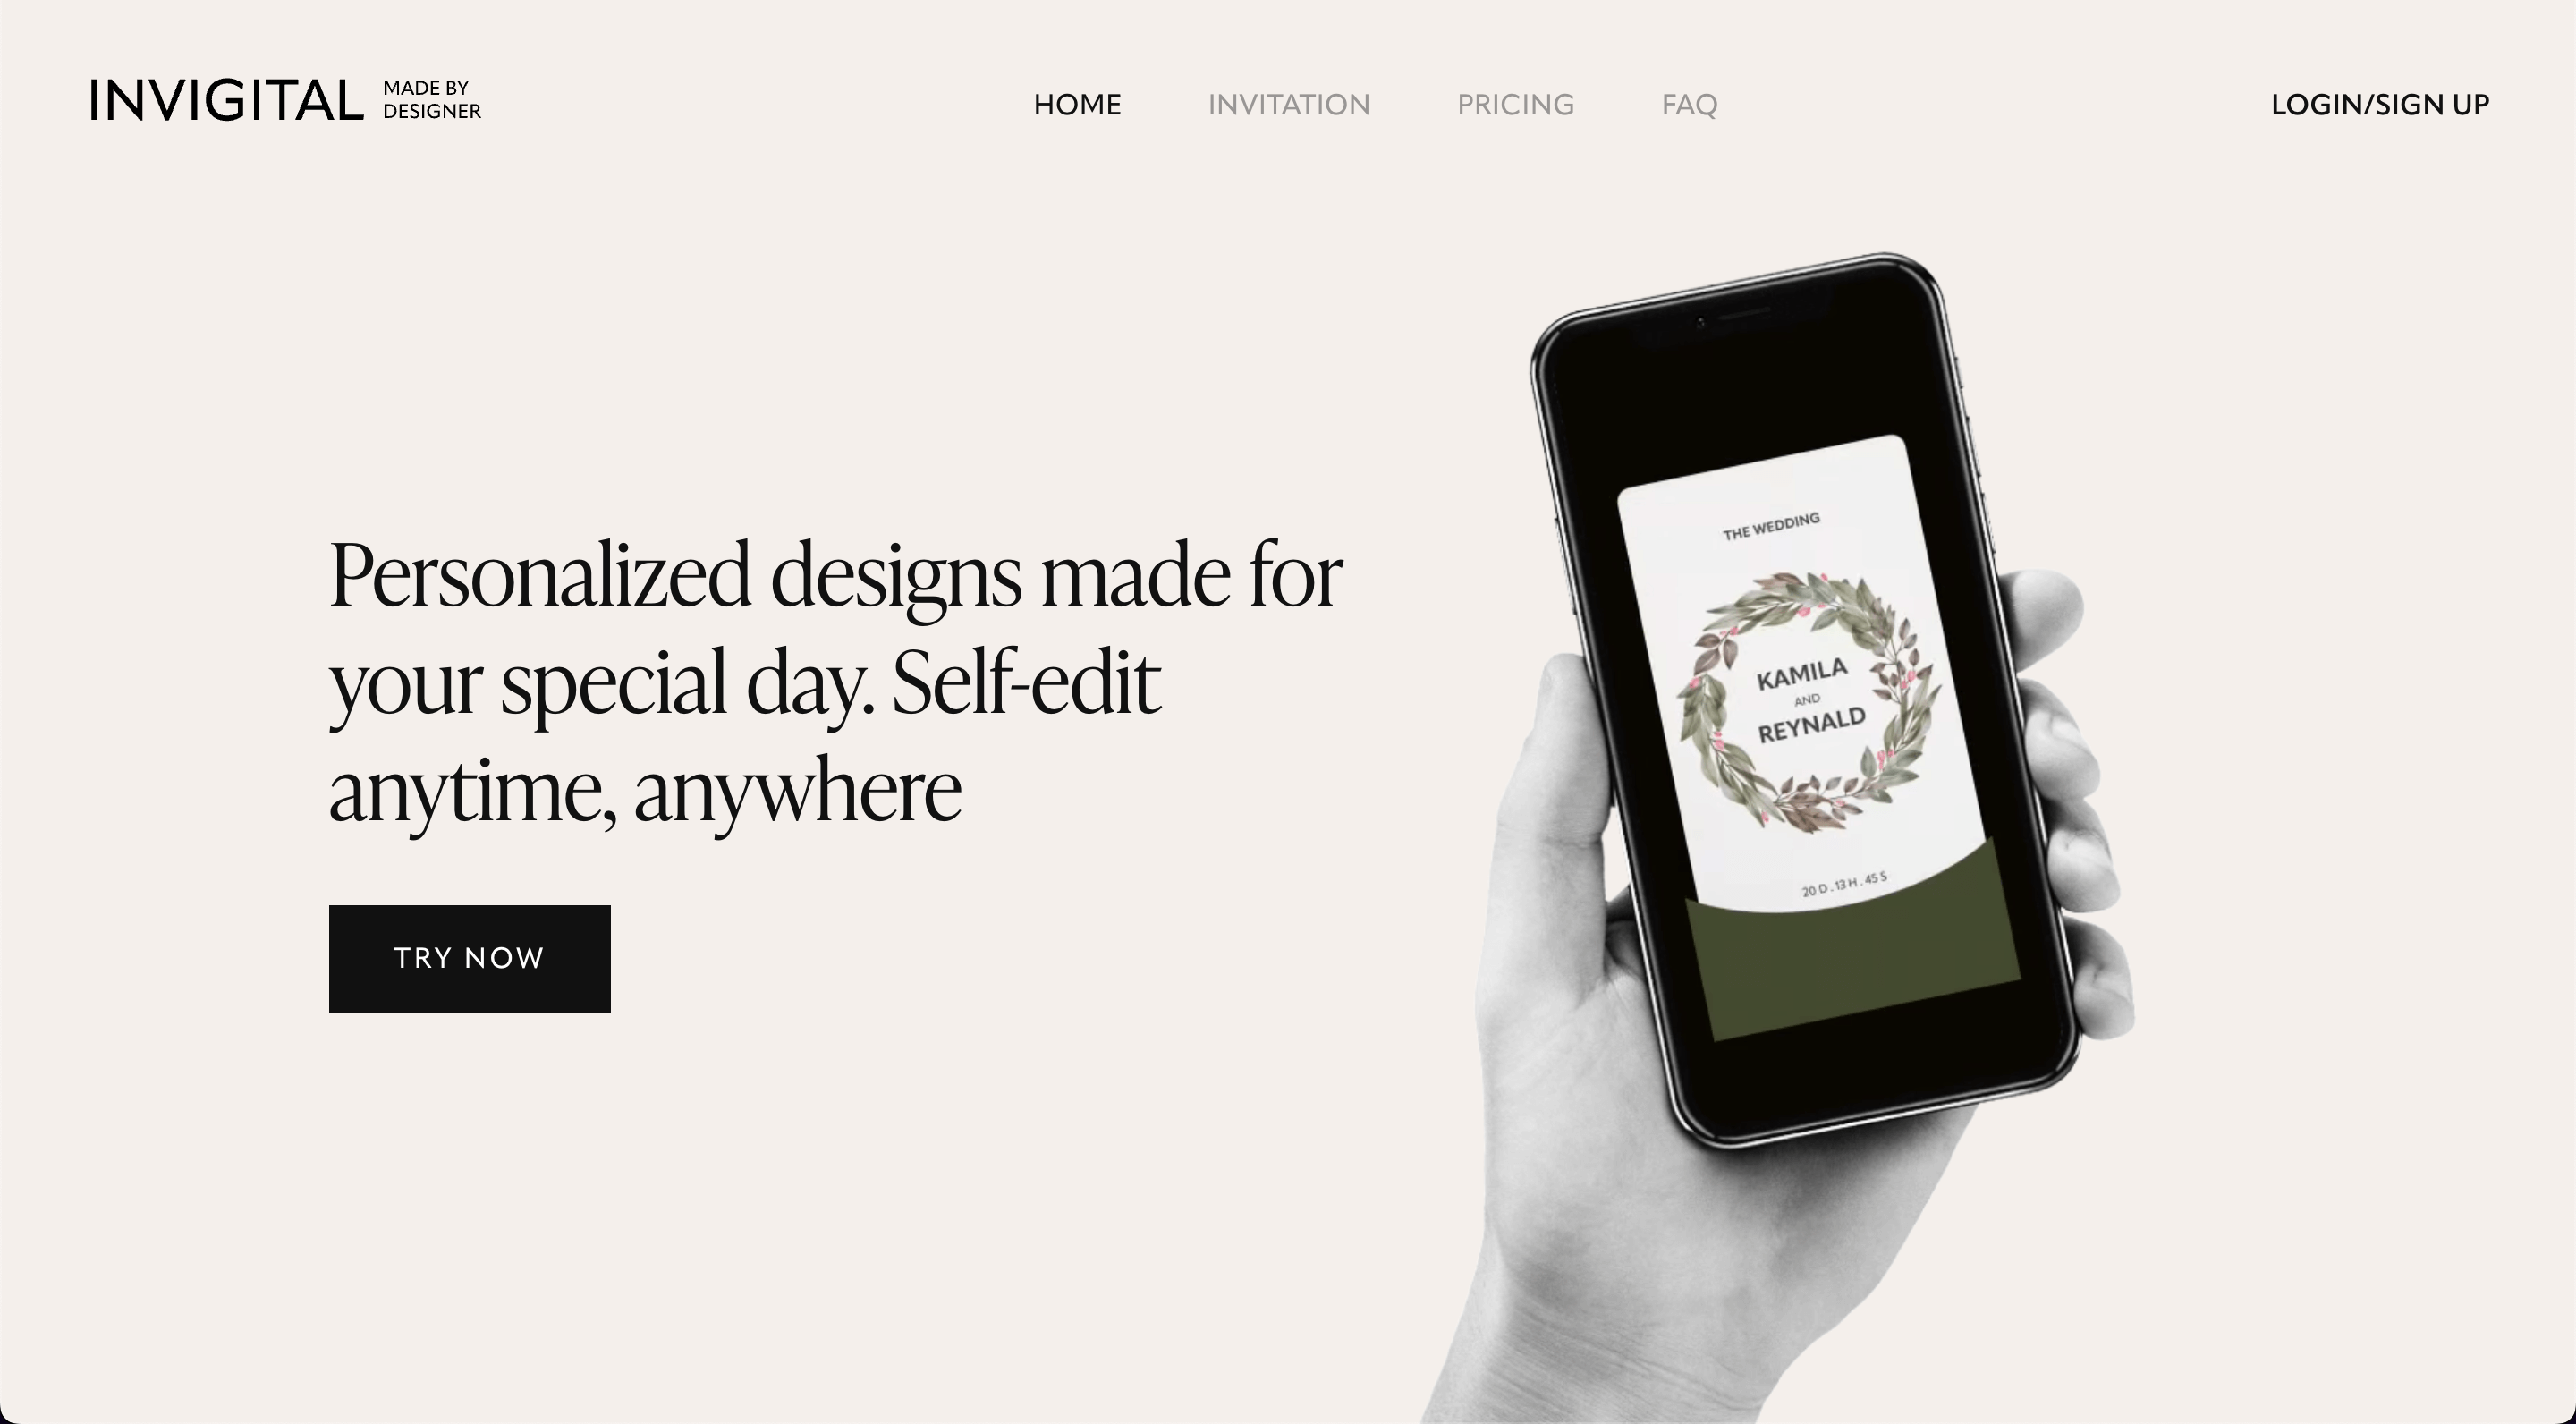 INVIGITAL
MADE BY
DESIGNER
HOME
INVITATION
PRICING
FAQ
LOGIN/SIGN UP
Personalized designs made for
your special day. Self-edit
anytime, anywhere
TRY NOW
THE WEDDING
KAMILA
AND
REYNALD
20 D . 13 H . 45 S